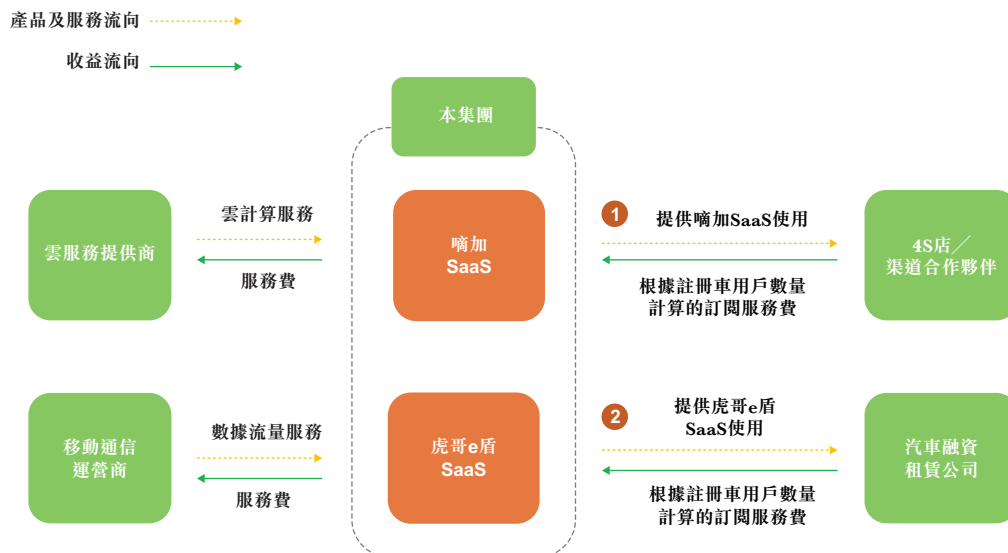 產品及服務流向
收益流向
本集團
雲服務提供商
雲計算服務
服務費
嘀加
SaaS
1
提供嘀加SaaS使用
根據註冊車用戶數量
計算的訂閱服務費
4S店／
渠道合作夥伴
移動通信
運營商
數據流量服務
服務費
虎哥e盾
SaaS
2
提供虎哥e盾
SaaS使用
根據註冊車用戶數量
計算的訂閱服務費
汽車融資
租賃公司